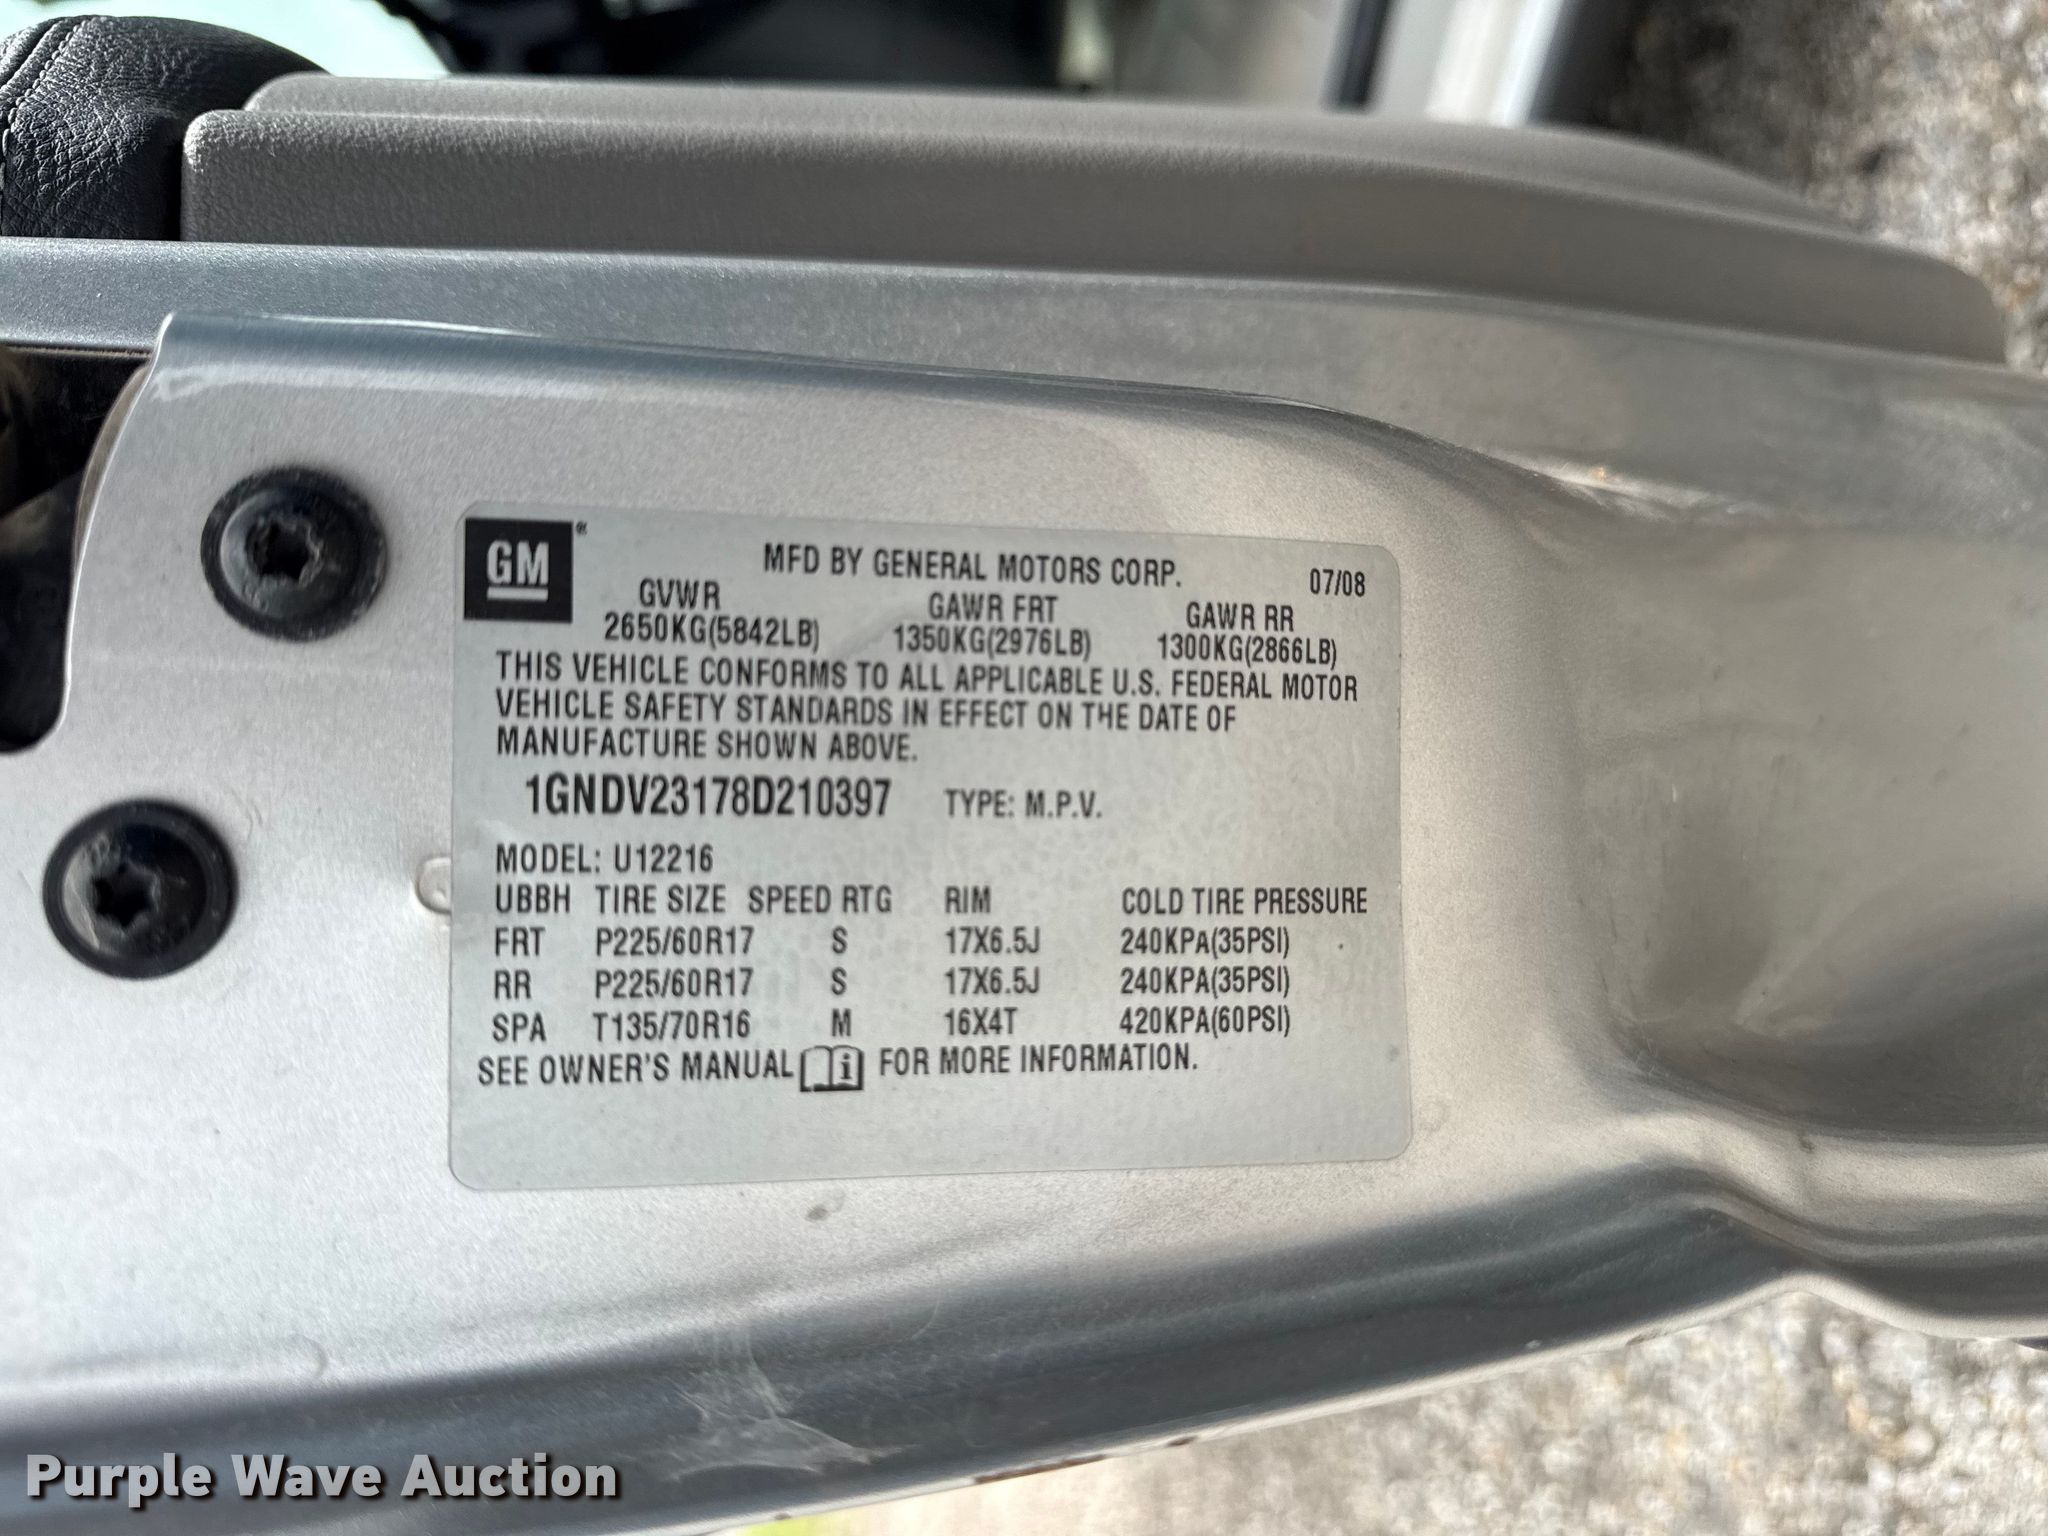 GM®
MFD BY GENERAL MOTORS CORP. 07/08
GVWR GAWR FRT GAWR RR
2650KG(5842LB) 1350KG(2976LB) 1300KG(2866LB)
THIS VEHICLE CONFORMS TO ALL APPLICABLE U.S. FEDERAL MOTOR
VEHICLE SAFETY STANDARDS IN EFFECT ON THE DATE OF
MANUFACTURE SHOWN ABOVE.
1GNDV23178D210397 TYPE: M.P.V.
MODEL: U12216
UBBH TIRE SIZE SPEED RTG RIM COLD TIRE PRESSURE
FRT P225/60R17 S 17X6.5J 240KPA(35PSI)
RR P225/60R17 S 17X6.5J 240KPA(35PSI)
SPA T135/70R16 M 16X4T 420KPA(60PSI)
SEE OWNER'S MANUAL i FOR MORE INFORMATION.
Purple Wave Auction